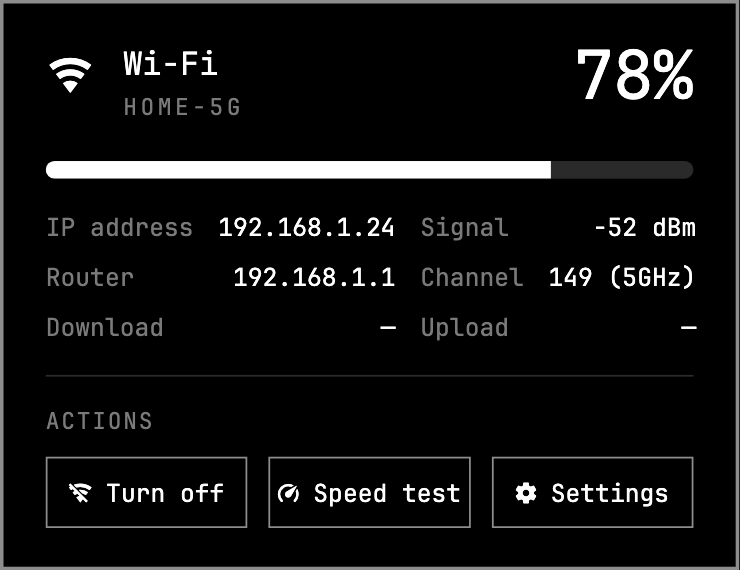 Wi-Fi
78%
HOME-5G
IP address 192.168.1.24 Signal -52 dBm
Router 192.168.1.1 Channel 149 (5GHz)
Download — Upload —
ACTIONS
Turn off Speed test Settings